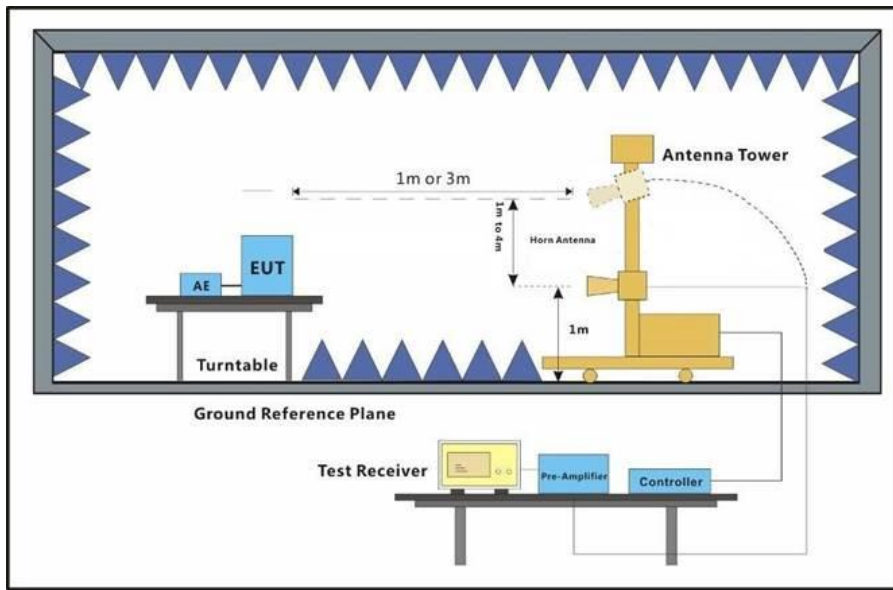 Antenna Tower
1m or 3m
1m to 4m
Horn Antenna
EUT
AE
1m
Turntable
Ground Reference Plane
Test Receiver
Pre-Amplifier
Controller